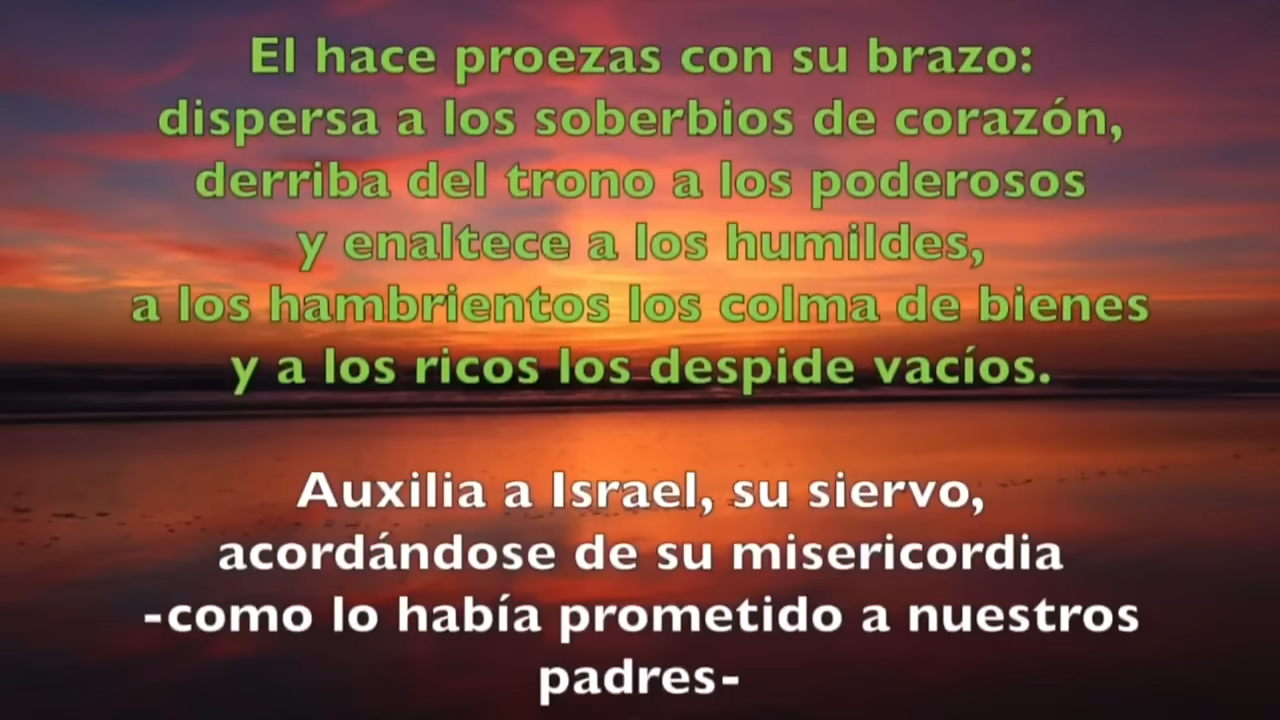 El hace proezas con su brazo:
dispersa a los soberbios de corazón,
derriba del trono a los poderosos
y enaltece a los humildes,
a los hambrientos los colma de bienes
y a los ricos los despide vacíos.
Auxilia a Israel, su siervo,
acordándose de su misericordia
-como lo había prometido a nuestros
padres-